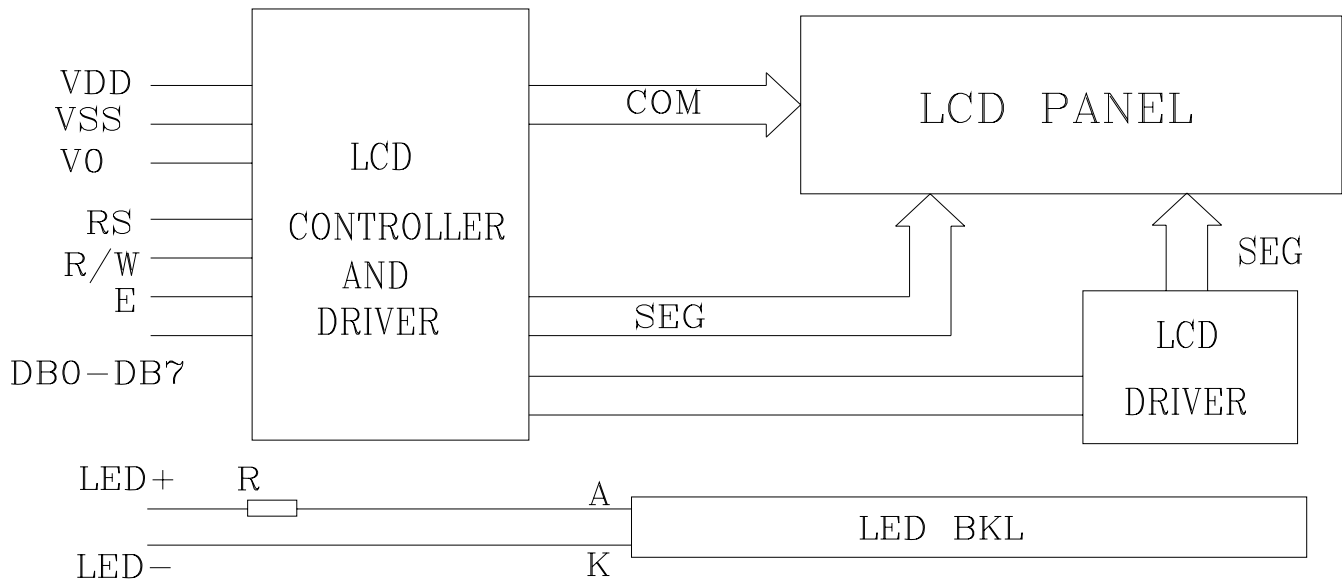 VDD
VSS
V0
RS
R/W
E
DB0-DB7
LCD
CONTROLLER
AND
DRIVER
COM
SEG
LCD PANEL
SEG
LCD
DRIVER
LED+
R
A
LED-
K
LED BKL